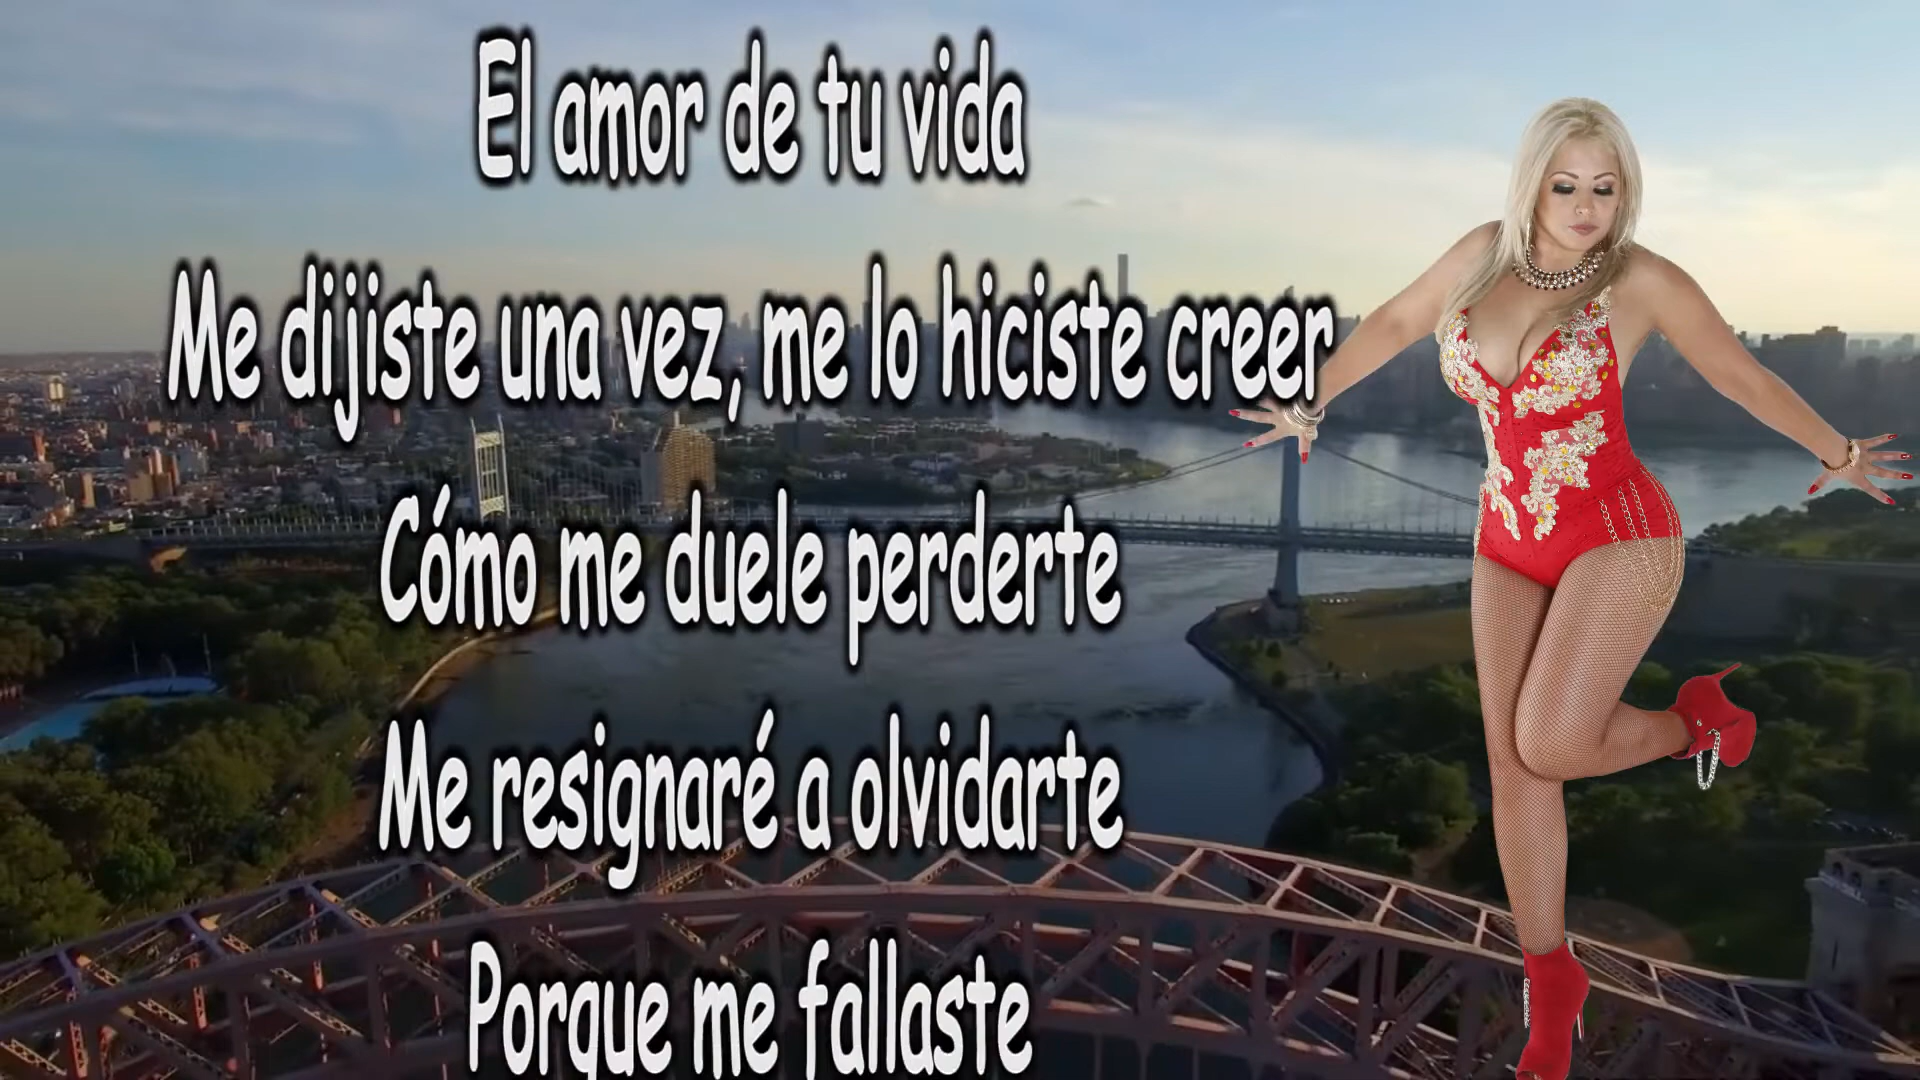 El amor de tu vida
Me dijiste una vez, me lo hiciste creer
Cómo me duele perderte
Me resignaré a olvidarte
Porque me fallaste